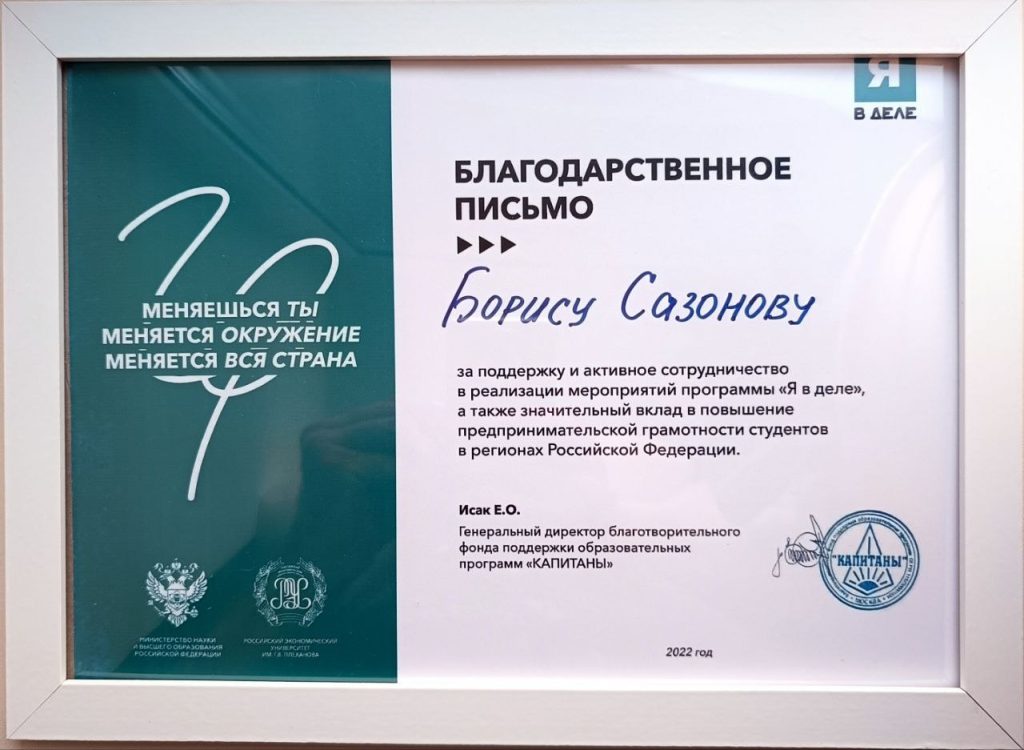 МЕНЯЕШЬСЯ ТЫ
МЕНЯЕТСЯ ОКРУЖЕНИЕ
МЕНЯЕТСЯ ВСЯ СТРАНА
МИНИСТЕРСТВО НАУКИ
И ВЫСШЕГО ОБРАЗОВАНИЯ
РОССИЙСКОЙ ФЕДЕРАЦИИ
РОССИЙСКИЙ ЭКОНОМИЧЕСКИЙ
УНИВЕРСИТЕТ
ИМ. Г.В. ПЛЕХАНОВА
Я
В ДЕЛЕ
БЛАГОДАРСТВЕННОЕ
ПИСЬМО
Борису Сазонову
за поддержку и активное сотрудничество
в реализации мероприятий программы «Я в деле»,
а также значительный вклад в повышение
предпринимательской грамотности студентов
в регионах Российской Федерации.
Исак Е.О.
Генеральный директор благотворительного
фонда поддержки образовательных
программ «КАПИТАНЫ»
"КАПИТАНЫ"
МОСКВА
2022 год